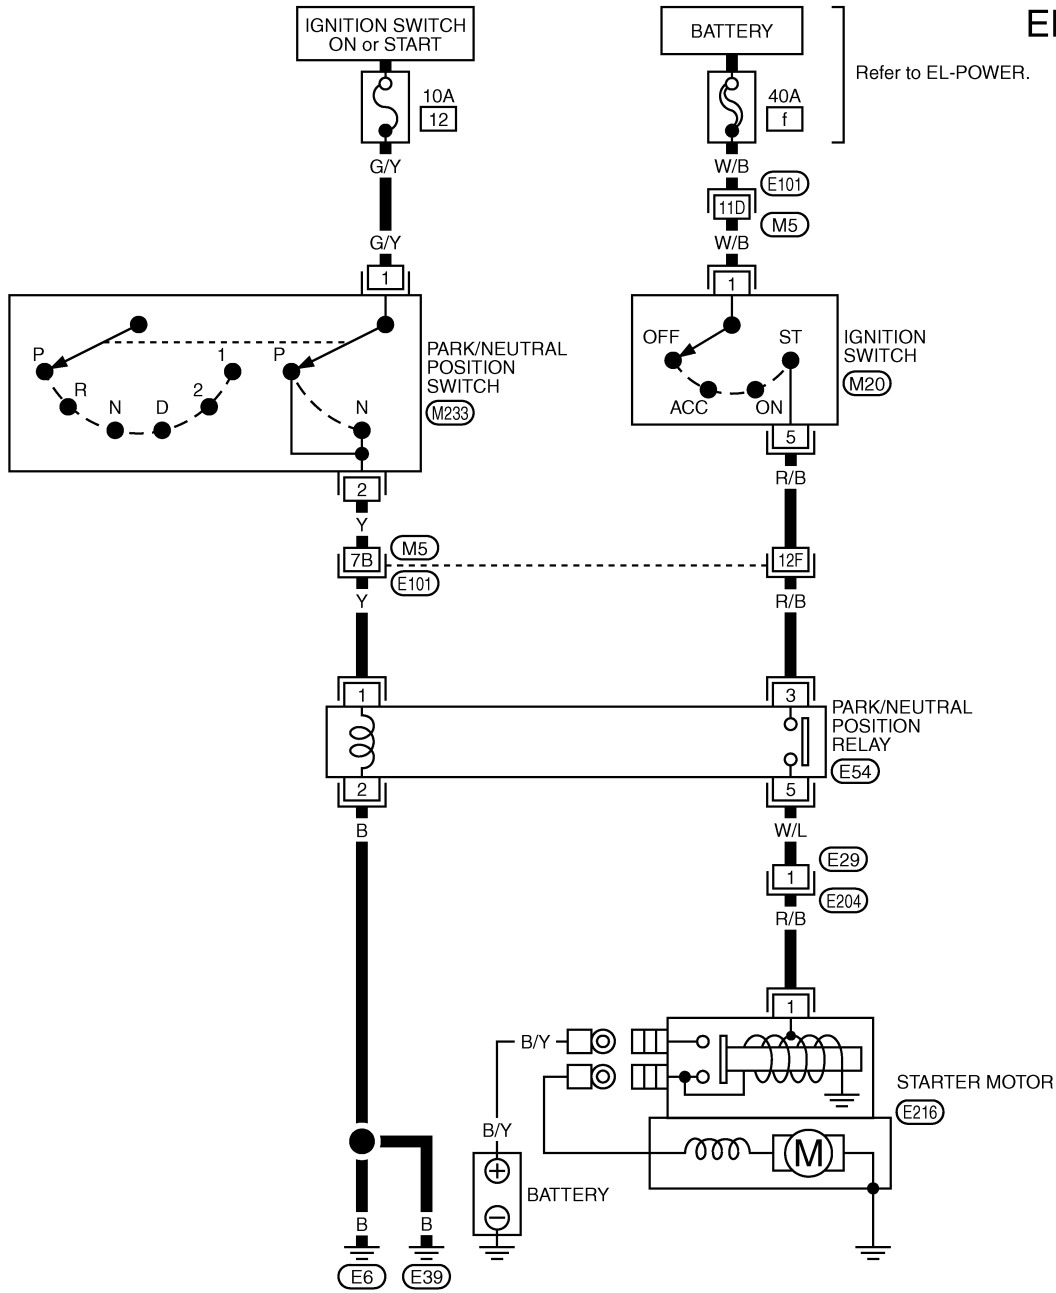 EL
IGNITION SWITCH
ON or START
BATTERY
Refer to EL-POWER.
10A
12
40A
f
G/Y
W/B
E101
11D
M5
G/Y
W/B
1
1
P
R
N
D
2
1
P
N
PARK/NEUTRAL
POSITION
SWITCH
M233
OFF
ACC
ON
ST
IGNITION
SWITCH
M20
5
2
R/B
Y
7B
M5
E101
12F
Y
R/B
1
3
PARK/NEUTRAL
POSITION
RELAY
E54
2
5
B
W/L
E29
1
E204
R/B
1
B/Y
STARTER MOTOR
E216
B/Y
M
+
−
BATTERY
B
B
E6
E39